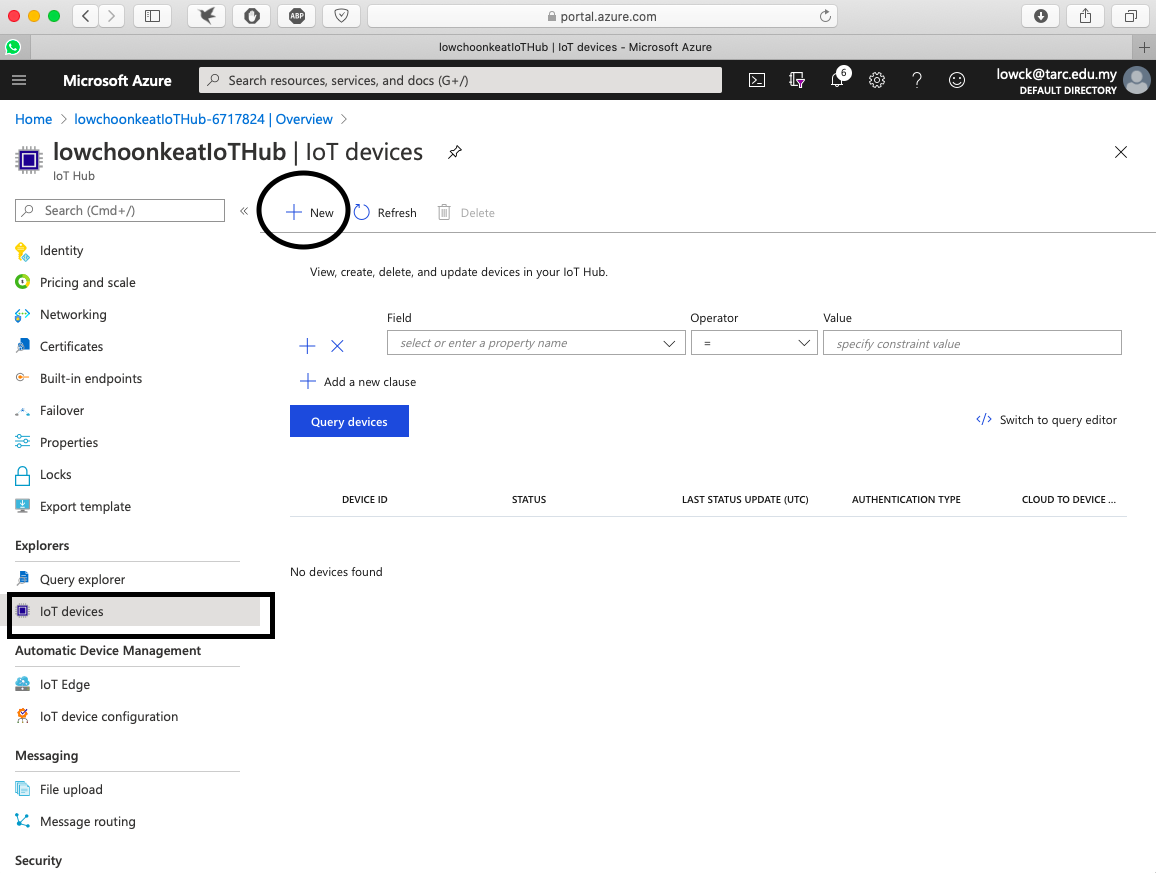 portal.azure.com
lowchoonkeatIoTHub | IoT devices - Microsoft Azure
Microsoft Azure
Search resources, services, and docs (G+/)
6
lowck@tarc.edu.my
DEFAULT DIRECTORY
Home > lowchoonkeatIoTHub-6717824 | Overview >
lowchoonkeatIoTHub | IoT devices
IoT Hub
Search (Cmd+/)
«
Identity
Pricing and scale
Networking
Certificates
Built-in endpoints
Failover
Properties
Locks
Export template
Explorers
Query explorer
IoT devices
Automatic Device Management
IoT Edge
IoT device configuration
Messaging
File upload
Message routing
Security
New Refresh Delete
View, create, delete, and update devices in your IoT Hub.
Field Operator Value
select or enter a property name = specify constraint value
Add a new clause
Query devices
</> Switch to query editor
DEVICE ID STATUS LAST STATUS UPDATE (UTC) AUTHENTICATION TYPE CLOUD TO DEVICE ...
No devices found
ABP